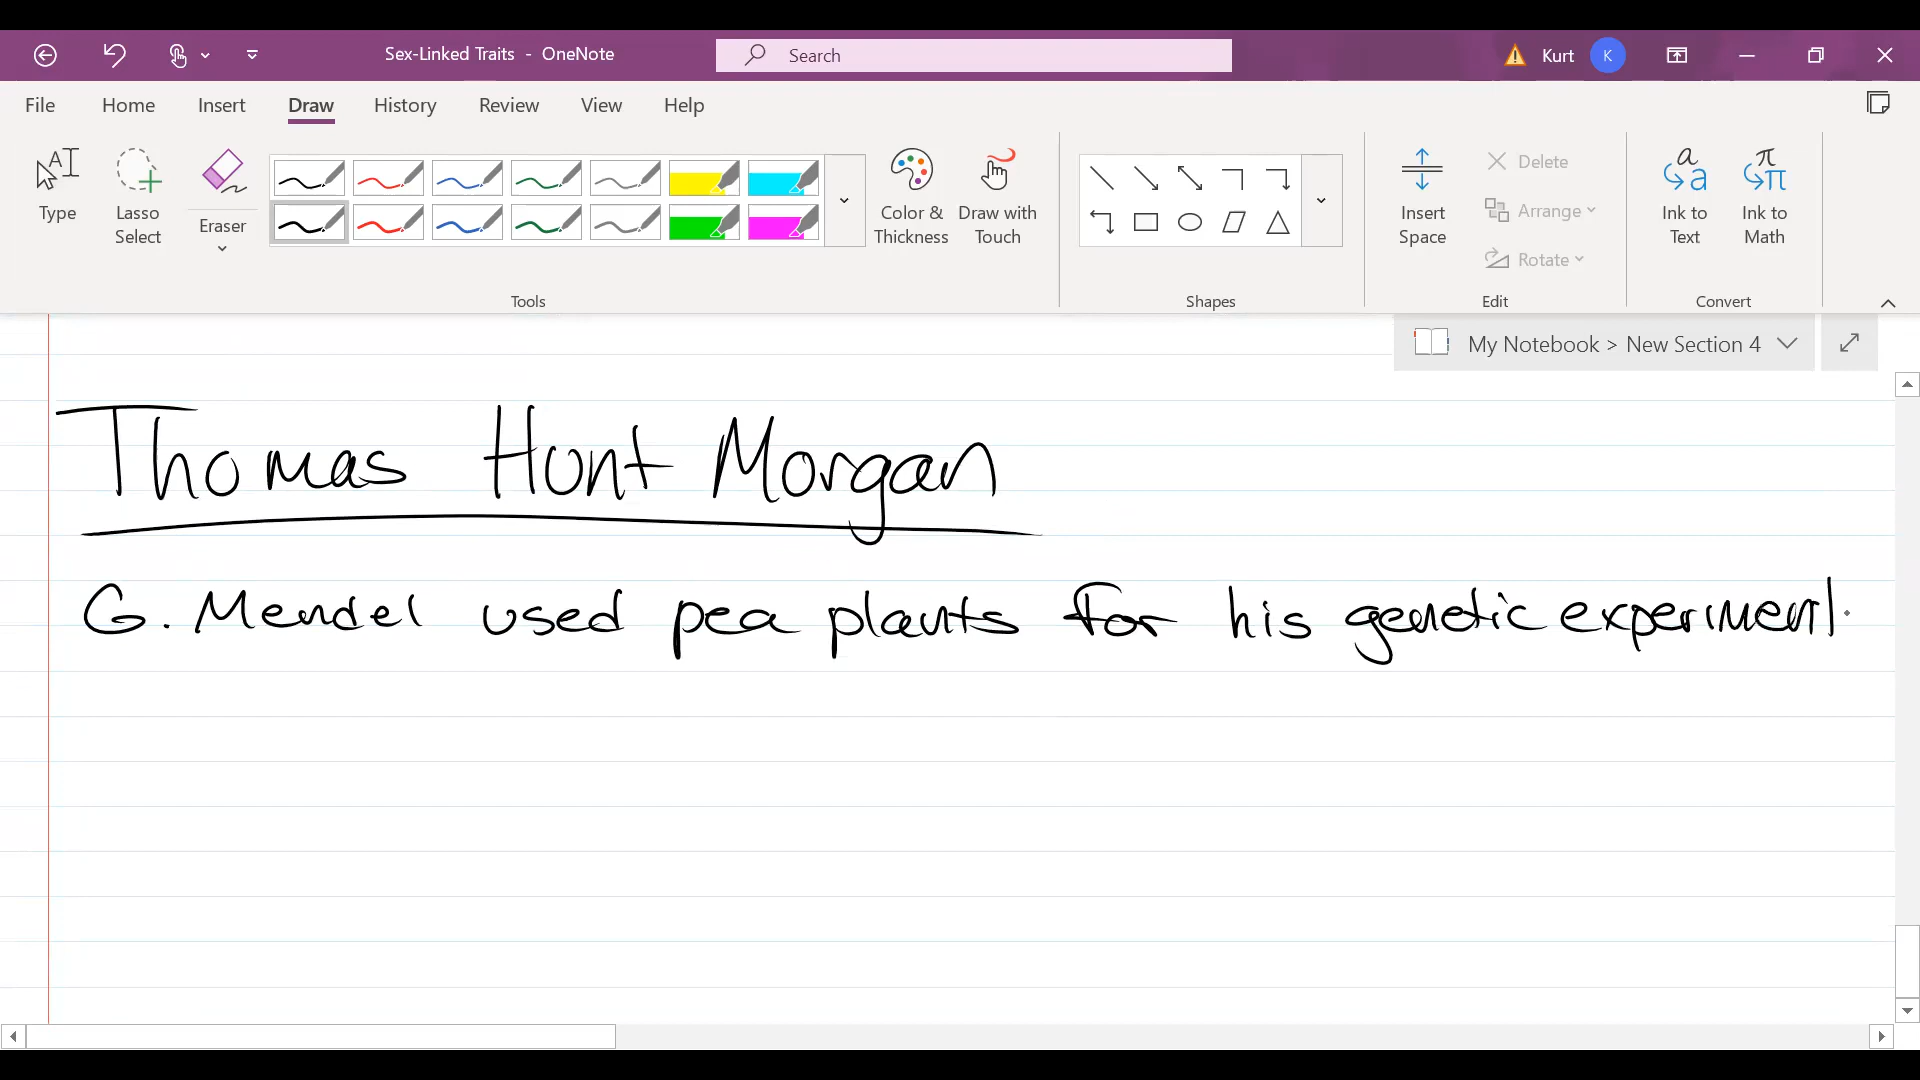 Sex-Linked Traits - OneNote
Search
Kurt
K
File Home Insert Draw History Review View Help
Type
Lasso Select
Eraser
Color & Thickness
Draw with Touch
Insert Space
Delete
Arrange
Rotate
Ink to Text
Ink to Math
Tools
Shapes
Edit
Convert
My Notebook > New Section 4
Thomas Hunt Morgan
G. Mendel used pea plants for his genetic experiment